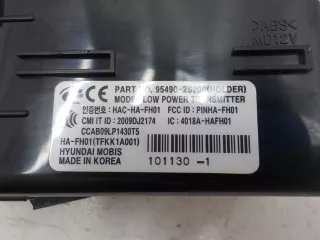 >ABS<
MD12V
CE PART NO. 95490-2S200(HOLDER)
MODEL LOW POWER TRANSMITTER
인증번호: HAC-HA-FH01 FCC ID: PINHA-FH01
CMI IT ID: 2009DJ2174 IC: 4018A-HAFH01
CCAB09LP1430T5
HA-FH01(TFKK1A001)
HYUNDAI MOBIS
MADE IN KOREA
101130 -1